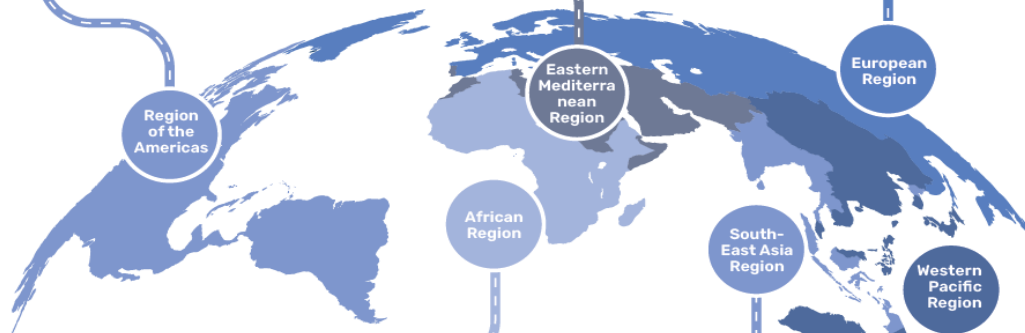 Region
of the
Americas
Eastern
Mediterra
nean
Region
European
Region
African
Region
South-
East Asia
Region
Western
Pacific
Region